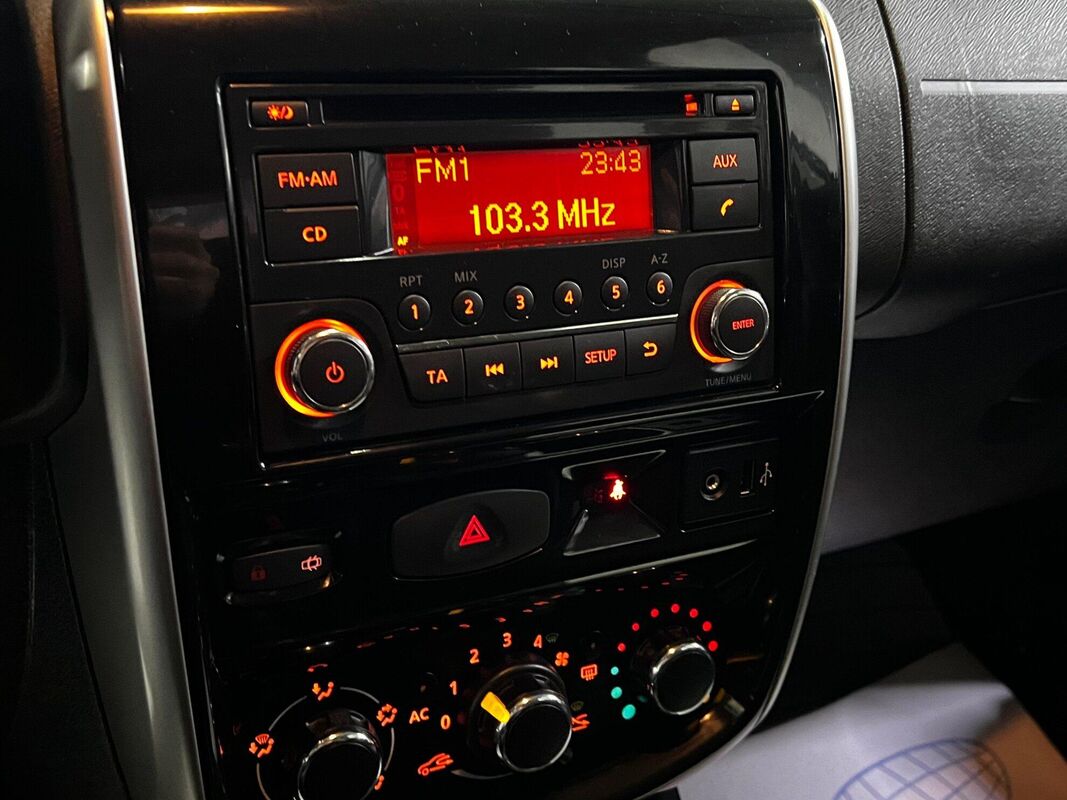 FM1 23:43
103.3 MHz
AF
FM·AM
CD
AUX
RPT MIX DISP A-Z
1 2 3 4 5 6
TA SETUP
ENTER
VOL
TUNE/MENU
AC 0 1 2 3 4